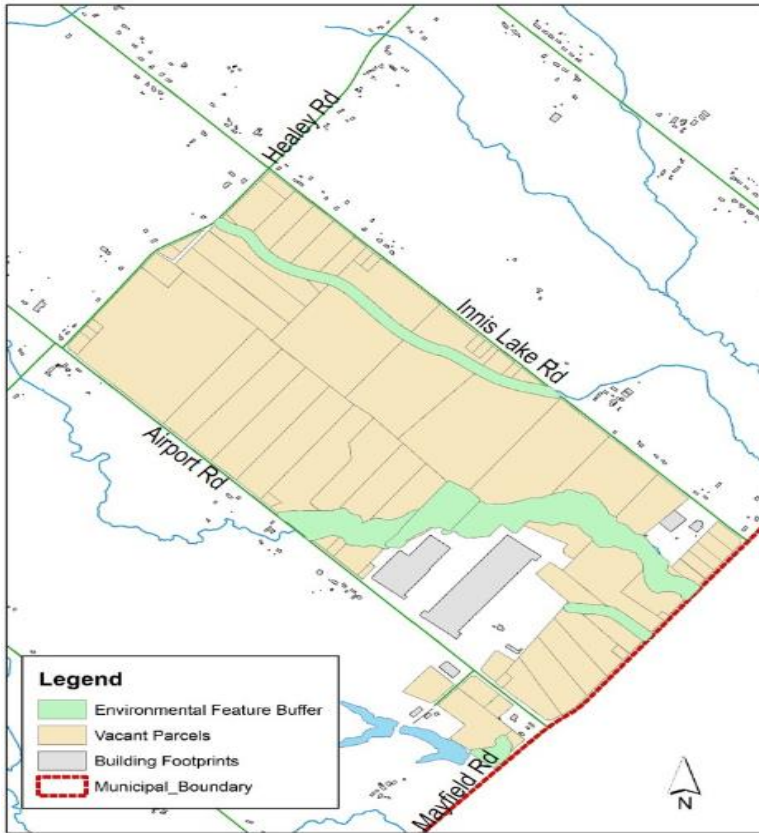 Healey Rd
Innis Lake Rd
Airport Rd
Mayfield Rd
Legend
Environmental Feature Buffer
Vacant Parcels
Building Footprints
Municipal_Boundary
N